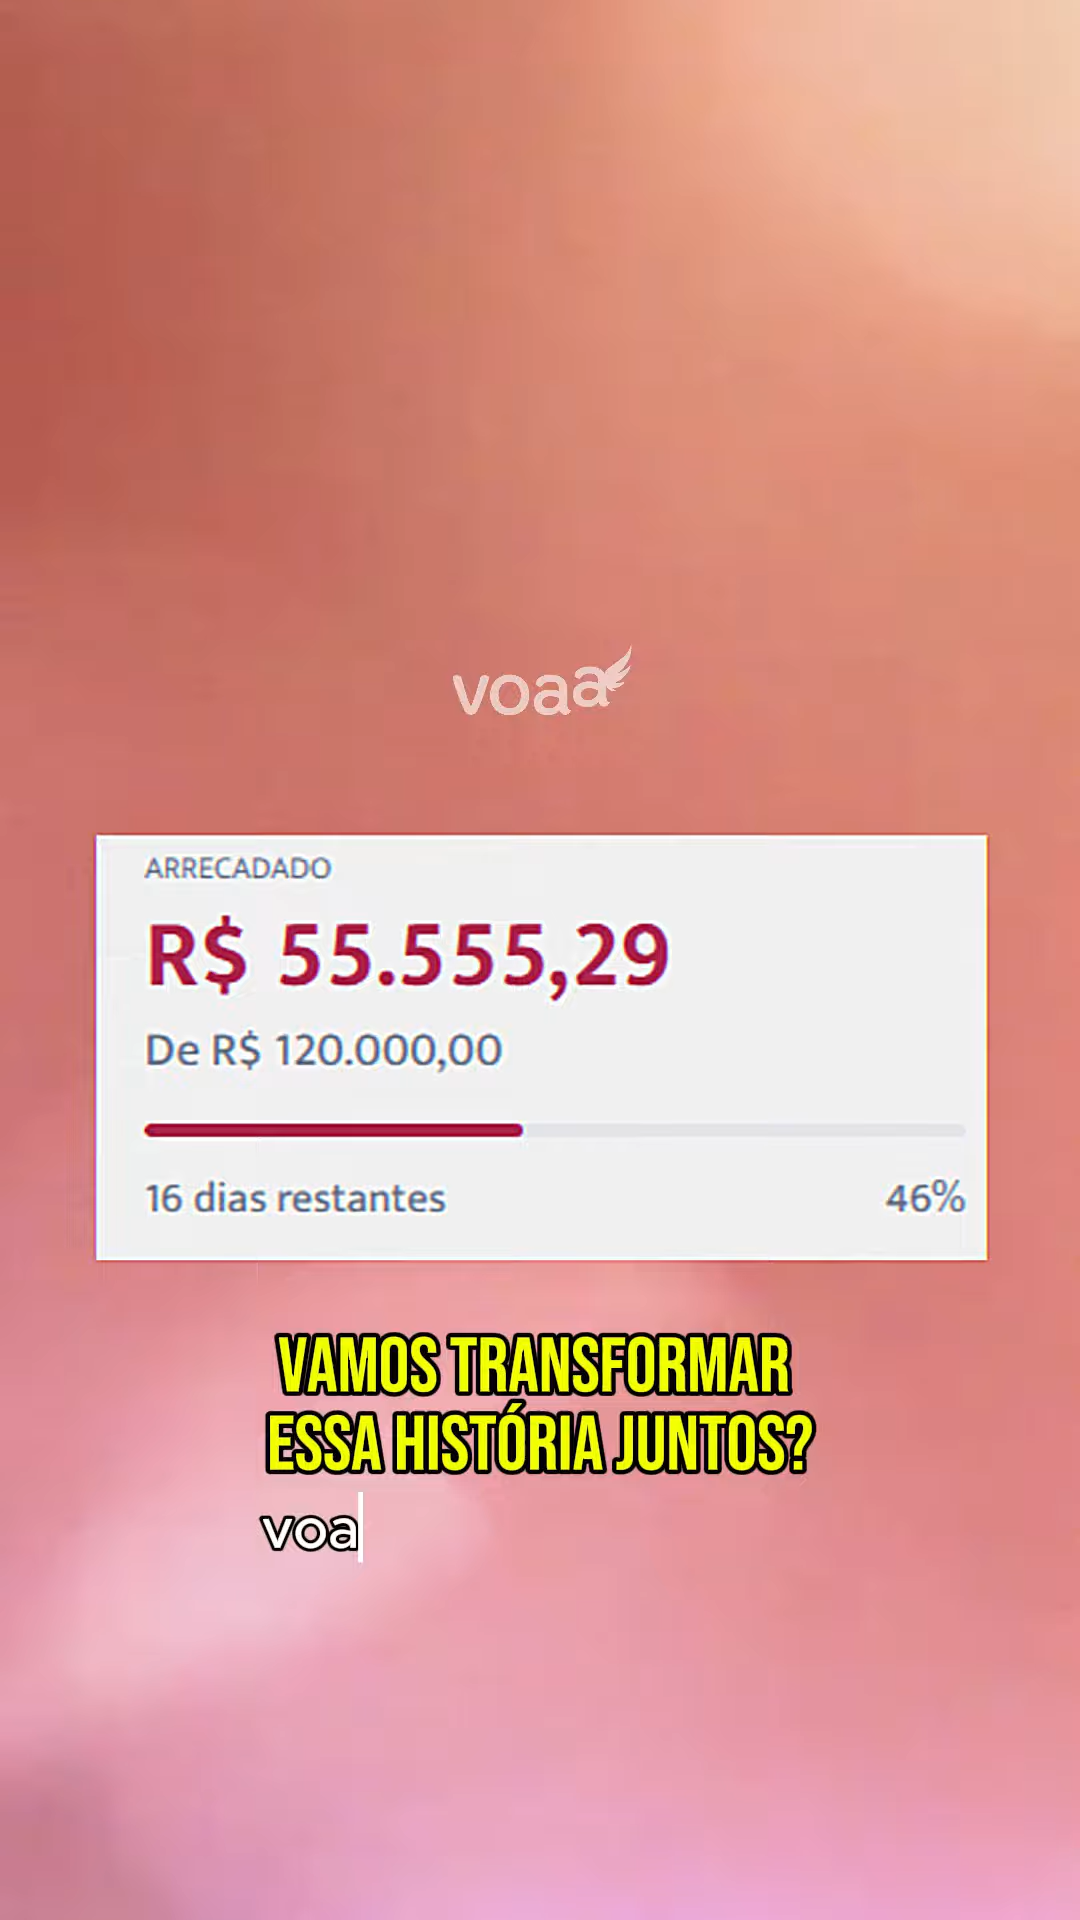 voaa
ARRECADADO
R$ 55.555,29
De R$ 120.000,00
16 dias restantes
46%
VAMOS TRANSFORMAR
ESSA HISTÓRIA JUNTOS?
voa